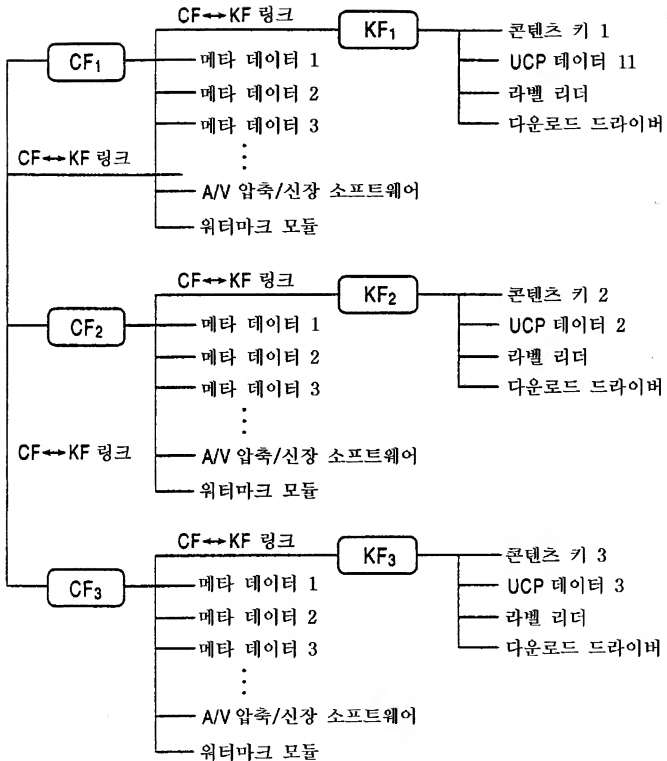 CF↔KF 링크
KF1
콘텐츠 키 1
CF1
메타 데이터 1
UCP 데이터 11
메타 데이터 2
라벨 리더
메타 데이터 3
다운로드 드라이버
⋮
CF↔KF 링크
A/V 압축/신장 소프트웨어
워터마크 모듈
CF↔KF 링크
KF2
콘텐츠 키 2
CF2
메타 데이터 1
UCP 데이터 2
메타 데이터 2
라벨 리더
메타 데이터 3
다운로드 드라이버
⋮
CF↔KF 링크
A/V 압축/신장 소프트웨어
워터마크 모듈
CF↔KF 링크
KF3
콘텐츠 키 3
CF3
메타 데이터 1
UCP 데이터 3
메타 데이터 2
라벨 리더
메타 데이터 3
다운로드 드라이버
⋮
A/V 압축/신장 소프트웨어
워터마크 모듈